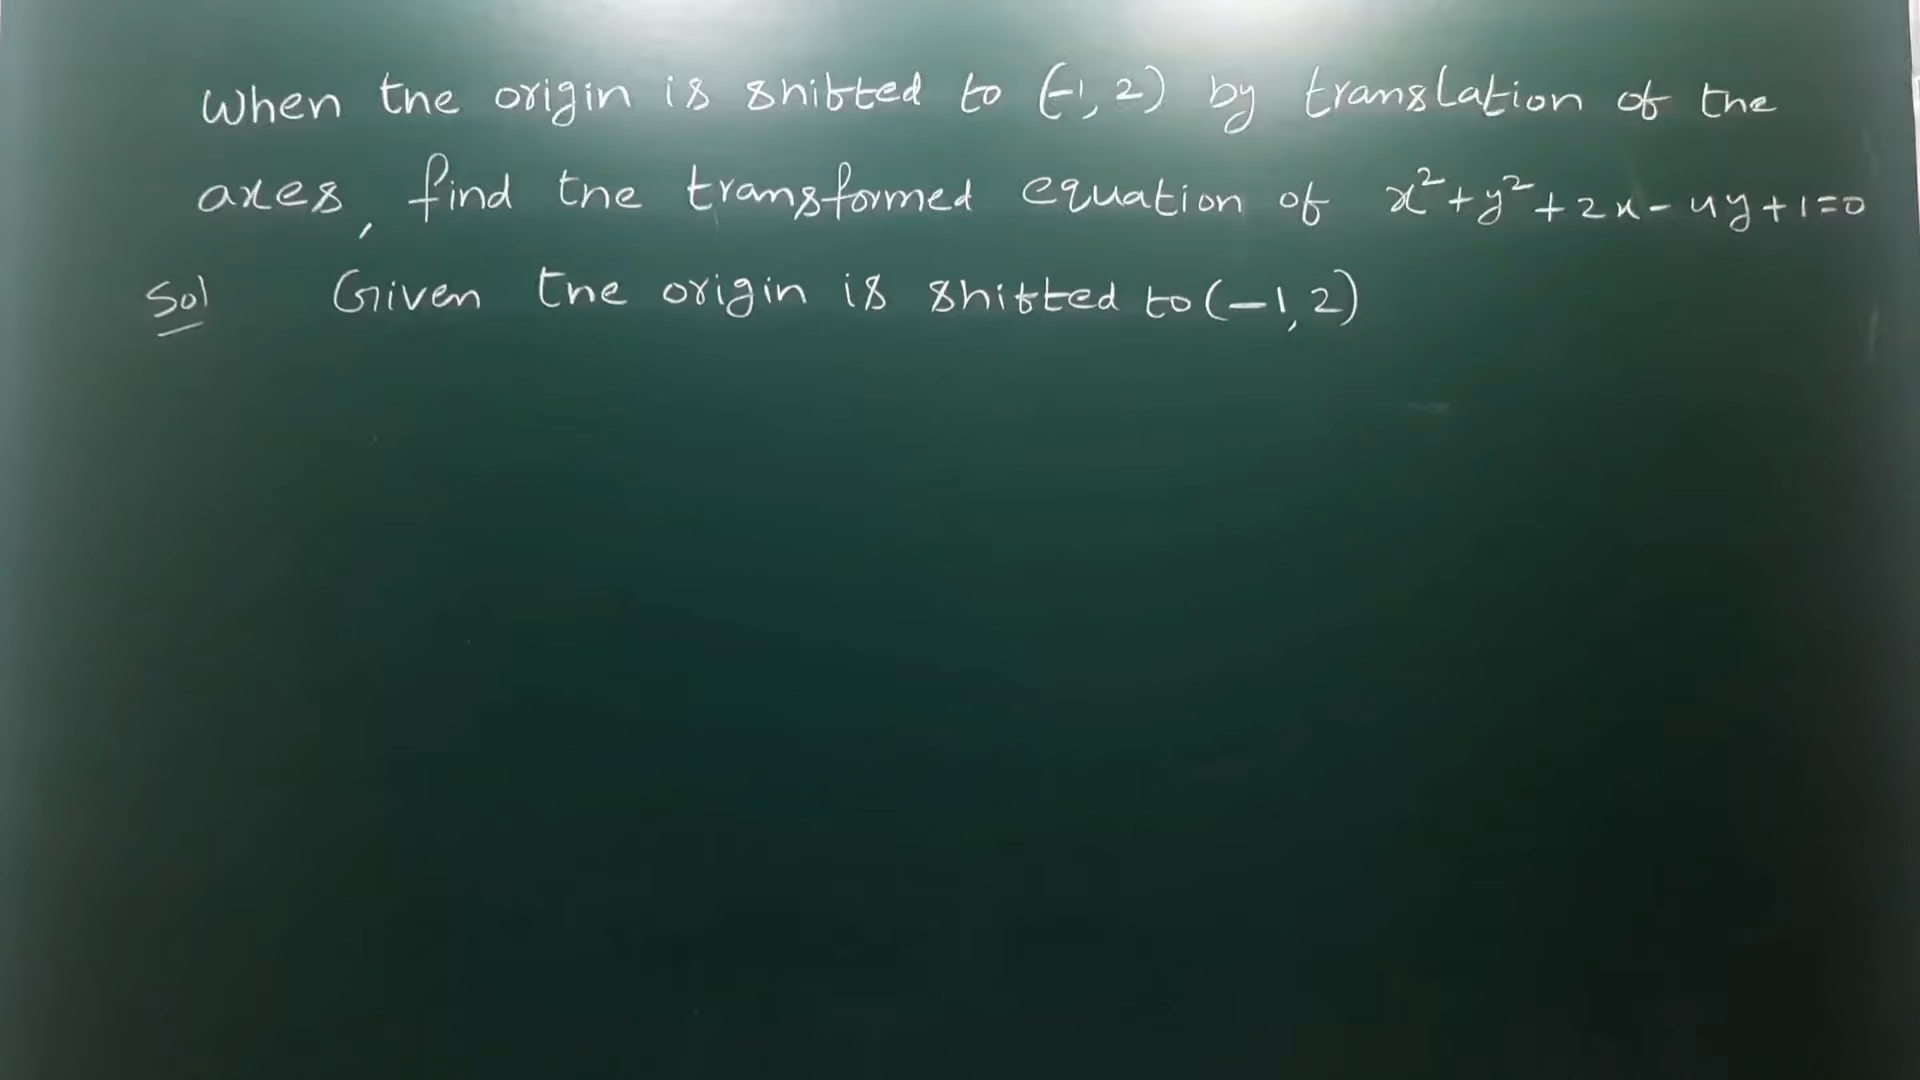 When the origin is shifted to (-1, 2) by translation of the
axes, find the transformed equation of x²+y²+2x-4y+1=0
Sol Given the origin is shifted to (-1, 2)